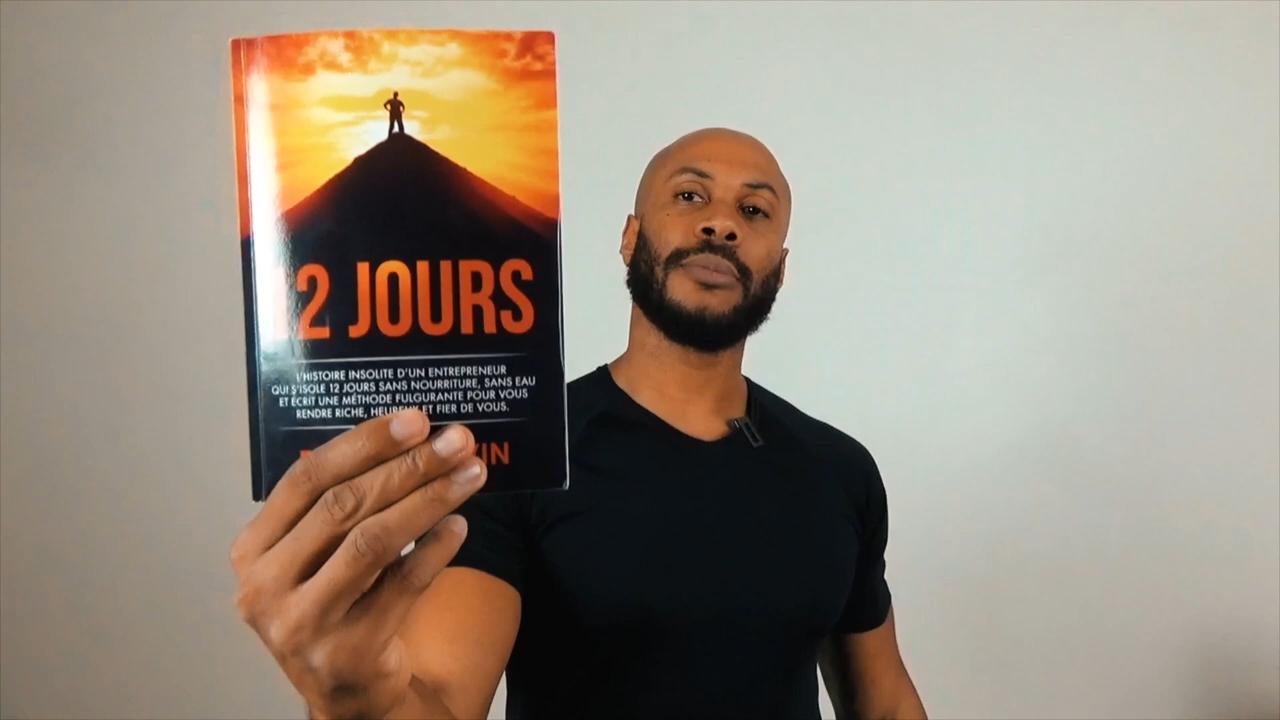 12 JOURS
L'HISTOIRE INSOLITE D'UN ENTREPRENEUR
QUI S'ISOLE 12 JOURS SANS NOURRITURE, SANS EAU
ET ÉCRIT UNE MÉTHODE FULGURANTE POUR VOUS
RENDRE RICHE, HEUREUX ET FIER DE VOUS.